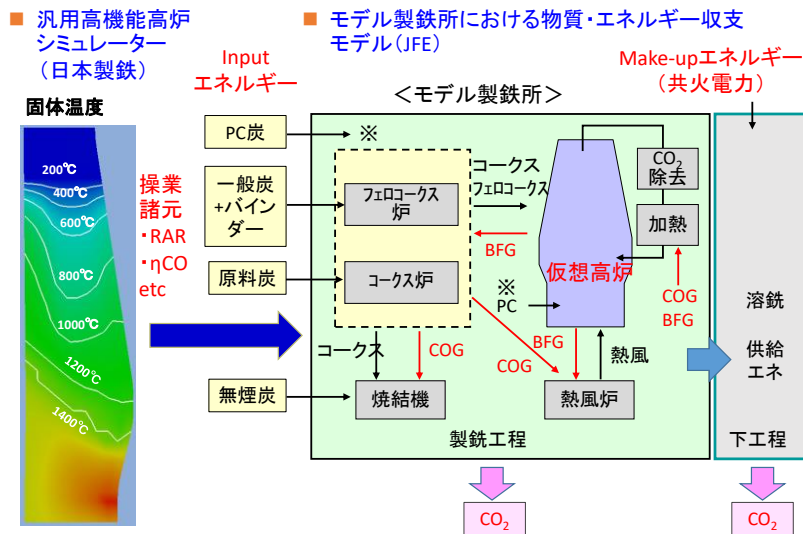 ■ 汎用高機能高炉
シミュレーター
（日本製鉄）
■ モデル製鉄所における物質・エネルギー収支
モデル(JFE)
固体温度
200℃
400℃
600℃
800℃
1000℃
1200℃
1400℃
操業
諸元
・RAR
・ηCO
etc
Input
エネルギー
Make-upエネルギー
(共火電力)
＜モデル製鉄所＞
PC炭
※
一般炭
+バイン
ダー
原料炭
無煙炭
フェロコークス
炉
コークス炉
コークス
フェロコークス
BFG
※
PC
仮想高炉
CO2
除去
加熱
COG
BFG
コークス
COG
COG
BFG
熱風
焼結機
熱風炉
製銑工程
溶銑
供給
エネ
下工程
CO2
CO2